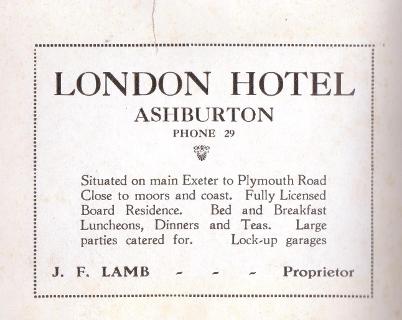 LONDON HOTEL
ASHBURTON
PHONE 29
Situated on main Exeter to Plymouth Road
Close to moors and coast. Fully Licensed
Board Residence. Bed and Breakfast
Luncheons, Dinners and Teas. Large
parties catered for. Lock-up garages
J. F. LAMB - - - Proprietor